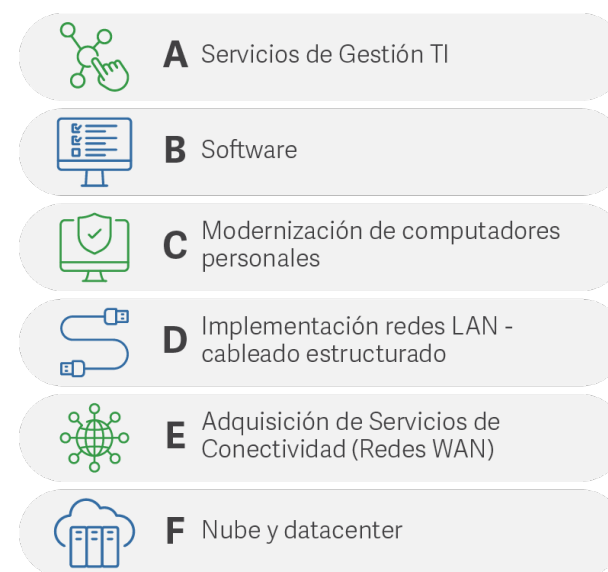 A Servicios de Gestión TI
B Software
C Modernización de computadores
personales
D Implementación redes LAN -
cableado estructurado
E Adquisición de Servicios de
Conectividad (Redes WAN)
F Nube y datacenter